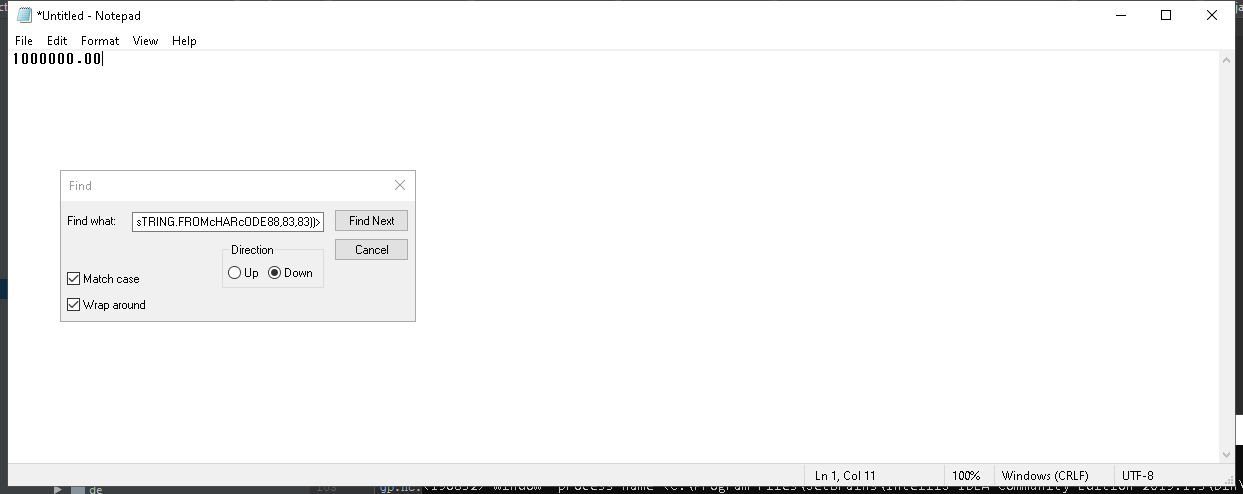 *Untitled - Notepad
File Edit Format View Help
1000000.00
Find
Find what: sTRING.FROMcHARcODE88,83,83))> Find Next
Direction Cancel
Up Down
Match case
Wrap around
Ln 1, Col 11 100% Windows (CRLF) UTF-8
de